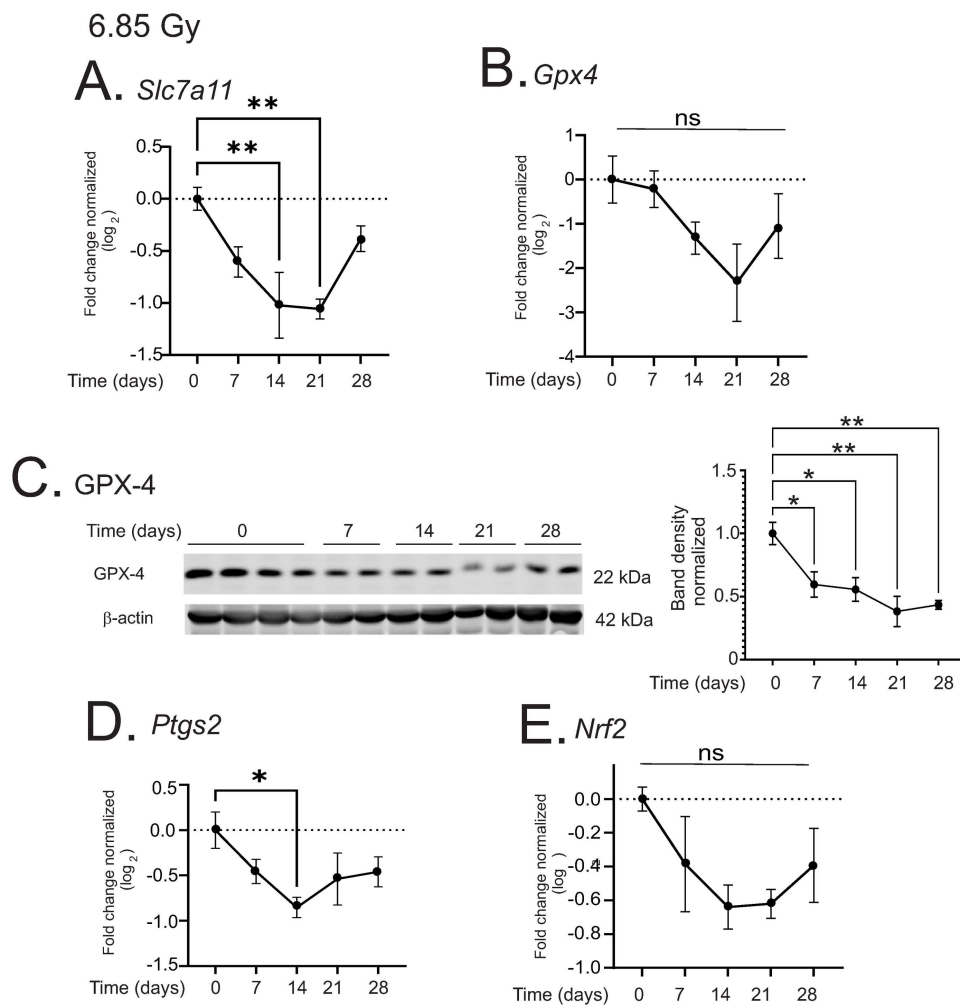 6.85 Gy
A. Slc7a11
**
**
Fold change normalized
(log2)
0.5
0.0
-0.5
-1.0
-1.5
Time (days) 0 7 14 21 28
B. Gpx4
ns
Fold change normalized
(log2)
1
0
-1
-2
-3
-4
Time (days) 0 7 14 21 28
C. GPX-4
Time (days) 0 7 14 21 28
GPX-4 22 kDa
β-actin 42 kDa
**
**
*
*
Band density
normalized
1.5
1.0
0.5
0
Time (days) 0 7 14 21 28
D. Ptgs2
*
Fold change normalized
(log2)
0.5
0.0
-0.5
-1.0
-1.5
Time (days) 0 7 14 21 28
E. Nrf2
ns
Fold change normalized
(log )
0.0
-0.2
-0.4
-0.6
-0.8
-1.0
Time (days) 0 7 14 21 28